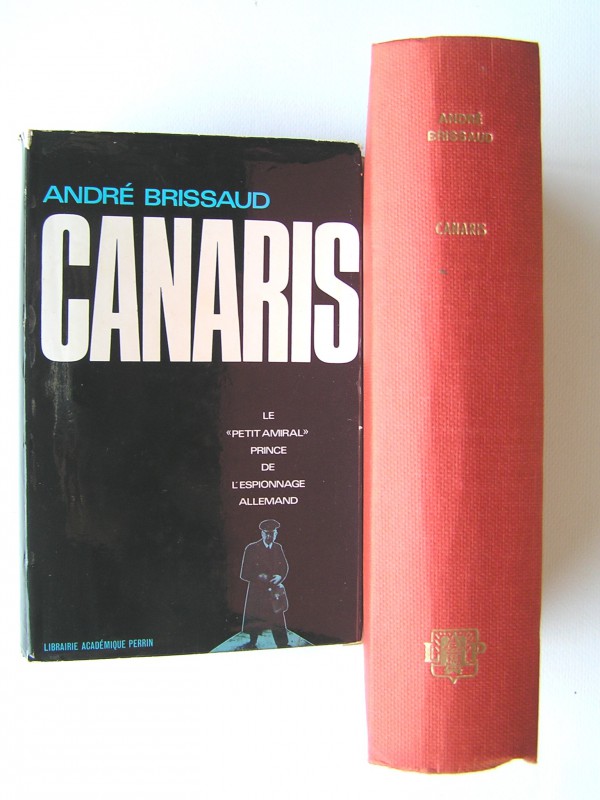 ANDRÉ BRISSAUD
CANARIS
LE
«PETIT AMIRAL»
PRINCE
DE
L'ESPIONNAGE
ALLEMAND
LIBRAIRIE ACADÉMIQUE PERRIN
ANDRÉ
BRISSAUD
CANARIS